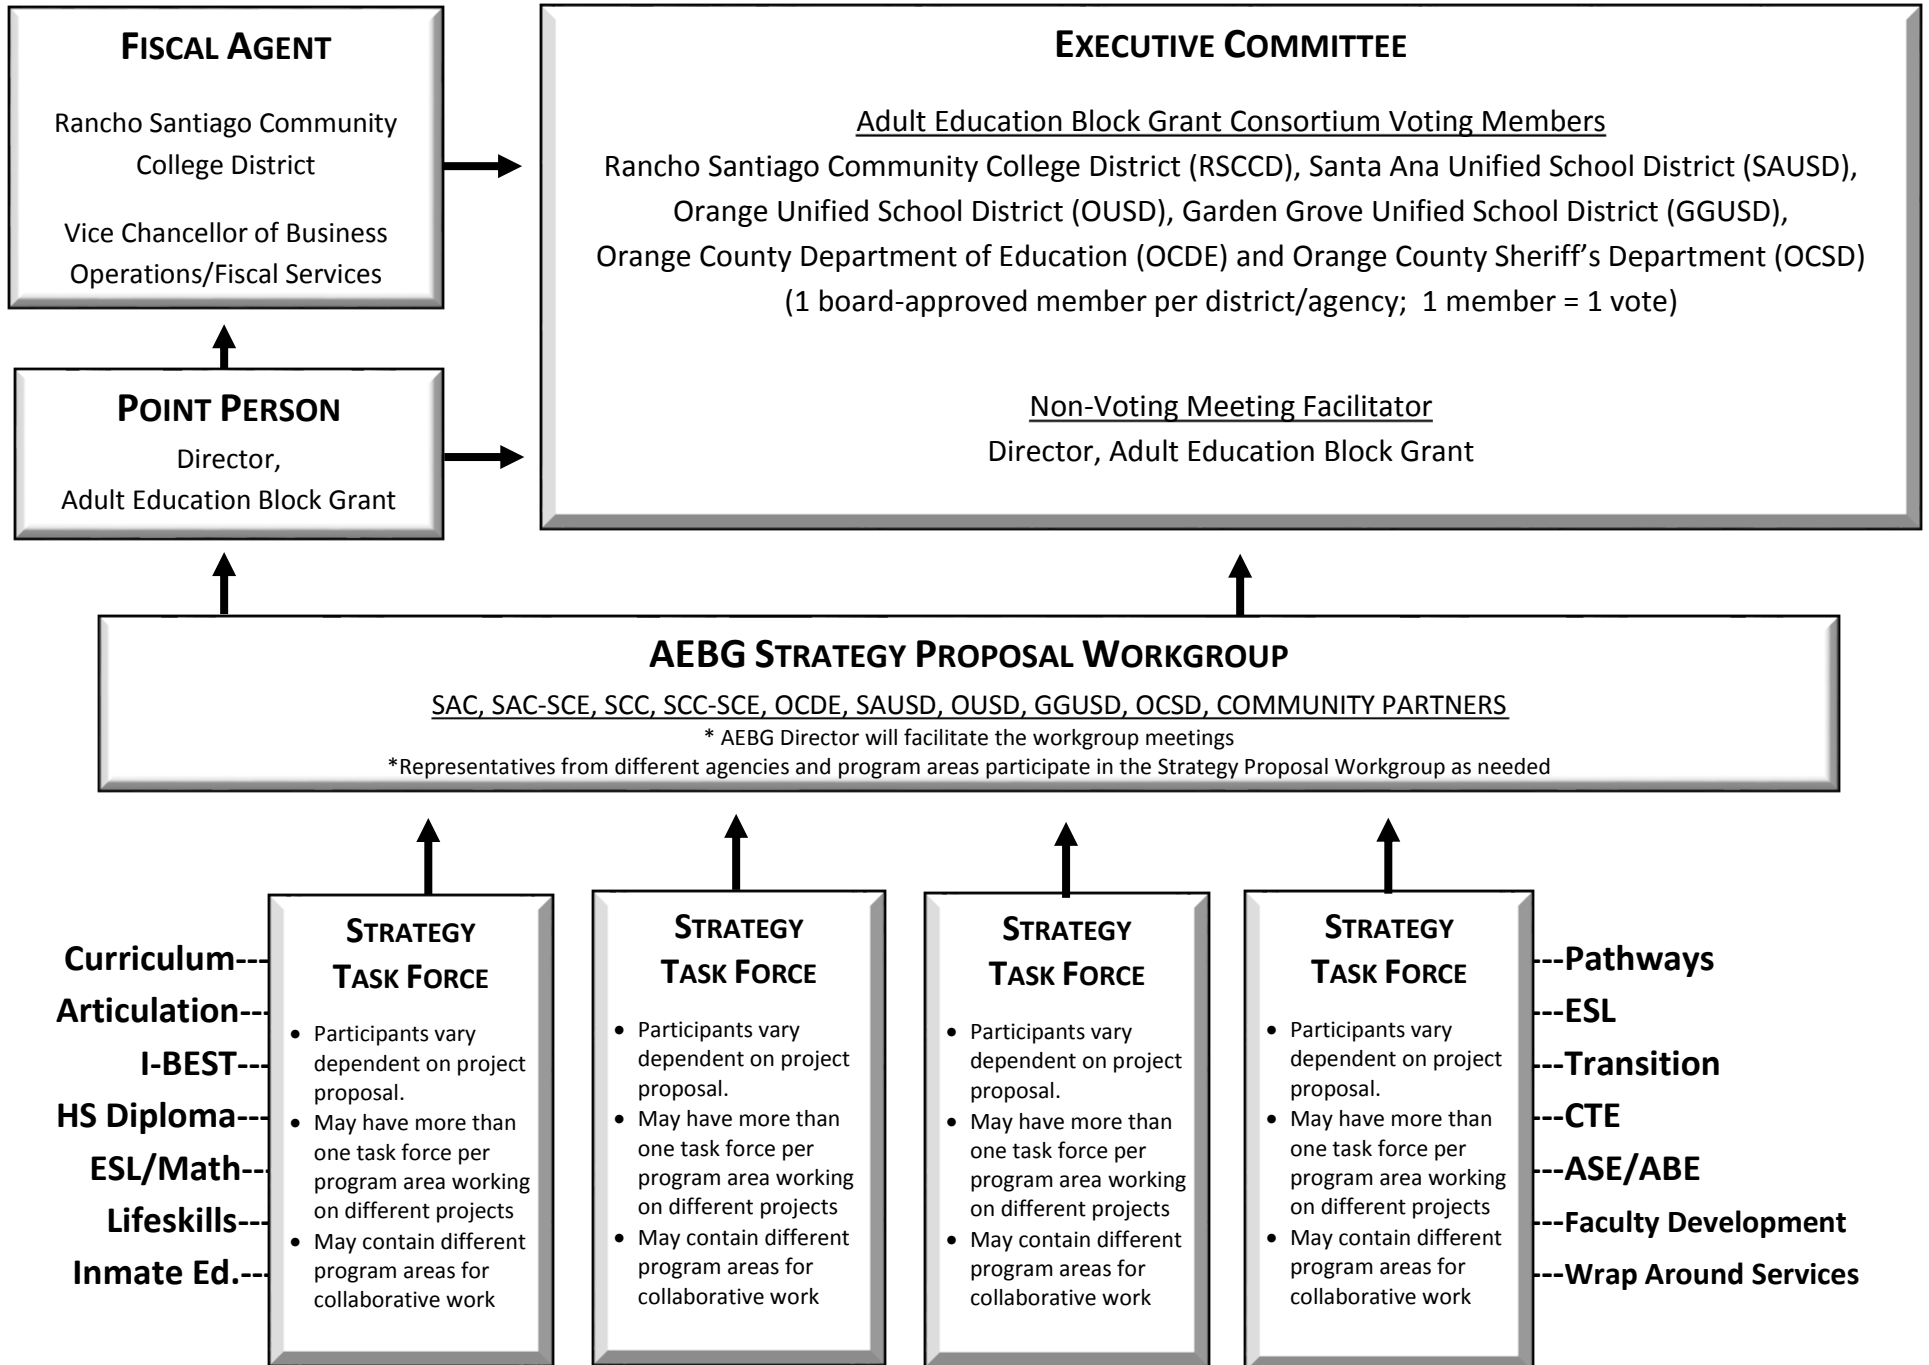 FISCAL AGENT
Rancho Santiago Community
College District
Vice Chancellor of Business
Operations/Fiscal Services
EXECUTIVE COMMITTEE
Adult Education Block Grant Consortium Voting Members
Rancho Santiago Community College District (RSCCD), Santa Ana Unified School District (SAUSD),
Orange Unified School District (OUSD), Garden Grove Unified School District (GGUSD),
Orange County Department of Education (OCDE) and Orange County Sheriff’s Department (OCSD)
(1 board-approved member per district/agency;  1 member = 1 vote)
Non-Voting Meeting Facilitator
Director, Adult Education Block Grant
POINT PERSON
Director,
Adult Education Block Grant
AEBG STRATEGY PROPOSAL WORKGROUP
SAC, SAC-SCE, SCC, SCC-SCE, OCDE, SAUSD, OUSD, GGUSD, OCSD, COMMUNITY PARTNERS
* AEBG Director will facilitate the workgroup meetings
*Representatives from different agencies and program areas participate in the Strategy Proposal Workgroup as needed
Curriculum---
Articulation---
I-BEST---
HS Diploma---
ESL/Math---
Lifeskills---
Inmate Ed.---
STRATEGY
TASK FORCE
• Participants vary
dependent on project
proposal.
• May have more than
one task force per
program area working
on different projects
• May contain different
program areas for
collaborative work
STRATEGY
TASK FORCE
• Participants vary
dependent on project
proposal.
• May have more than
one task force per
program area working
on different projects
• May contain different
program areas for
collaborative work
STRATEGY
TASK FORCE
• Participants vary
dependent on project
proposal.
• May have more than
one task force per
program area working
on different projects
• May contain different
program areas for
collaborative work
STRATEGY
TASK FORCE
• Participants vary
dependent on project
proposal.
• May have more than
one task force per
program area working
on different projects
• May contain different
program areas for
collaborative work
---Pathways
---ESL
---Transition
---CTE
---ASE/ABE
---Faculty Development
---Wrap Around Services